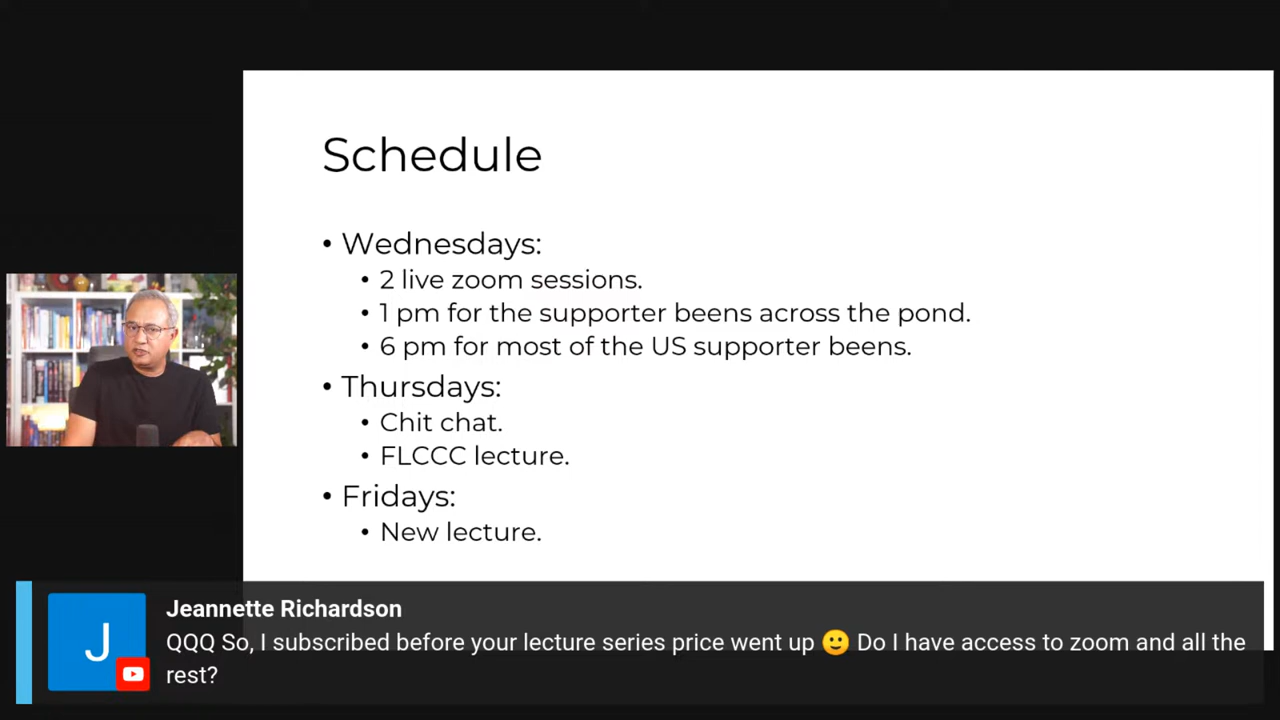 Schedule
• Wednesdays:
• 2 live zoom sessions.
• 1 pm for the supporter beens across the pond.
• 6 pm for most of the US supporter beens.
• Thursdays:
• Chit chat.
• FLCCC lecture.
• Fridays:
• New lecture.
J
Jeannette Richardson
QQQ So, I subscribed before your lecture series price went up 🙂 Do I have access to zoom and all the
rest?